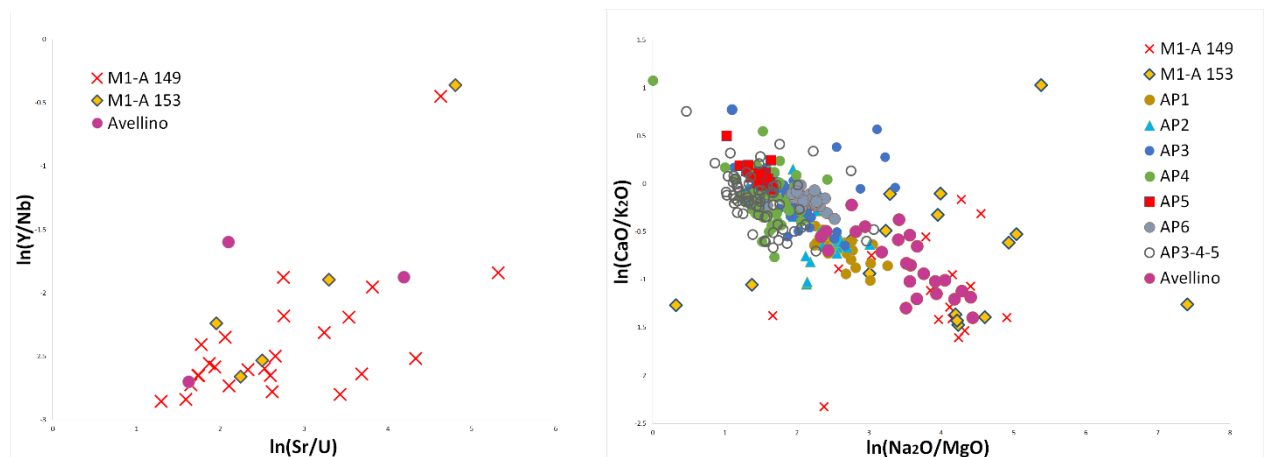 0
-0.5
-1
-1.5
-2
-2.5
-3
ln(Y/Nb)
M1-A 149
M1-A 153
Avellino
0 1 2 3 4 5 6
ln(Sr/U)
1.5
1
0.5
0
-0.5
-1
-1.5
-2
-2.5
ln(CaO/K₂O)
M1-A 149
M1-A 153
AP1
AP2
AP3
AP4
AP5
AP6
AP3-4-5
Avellino
0 1 2 3 4 5 6 7 8
ln(Na₂O/MgO)